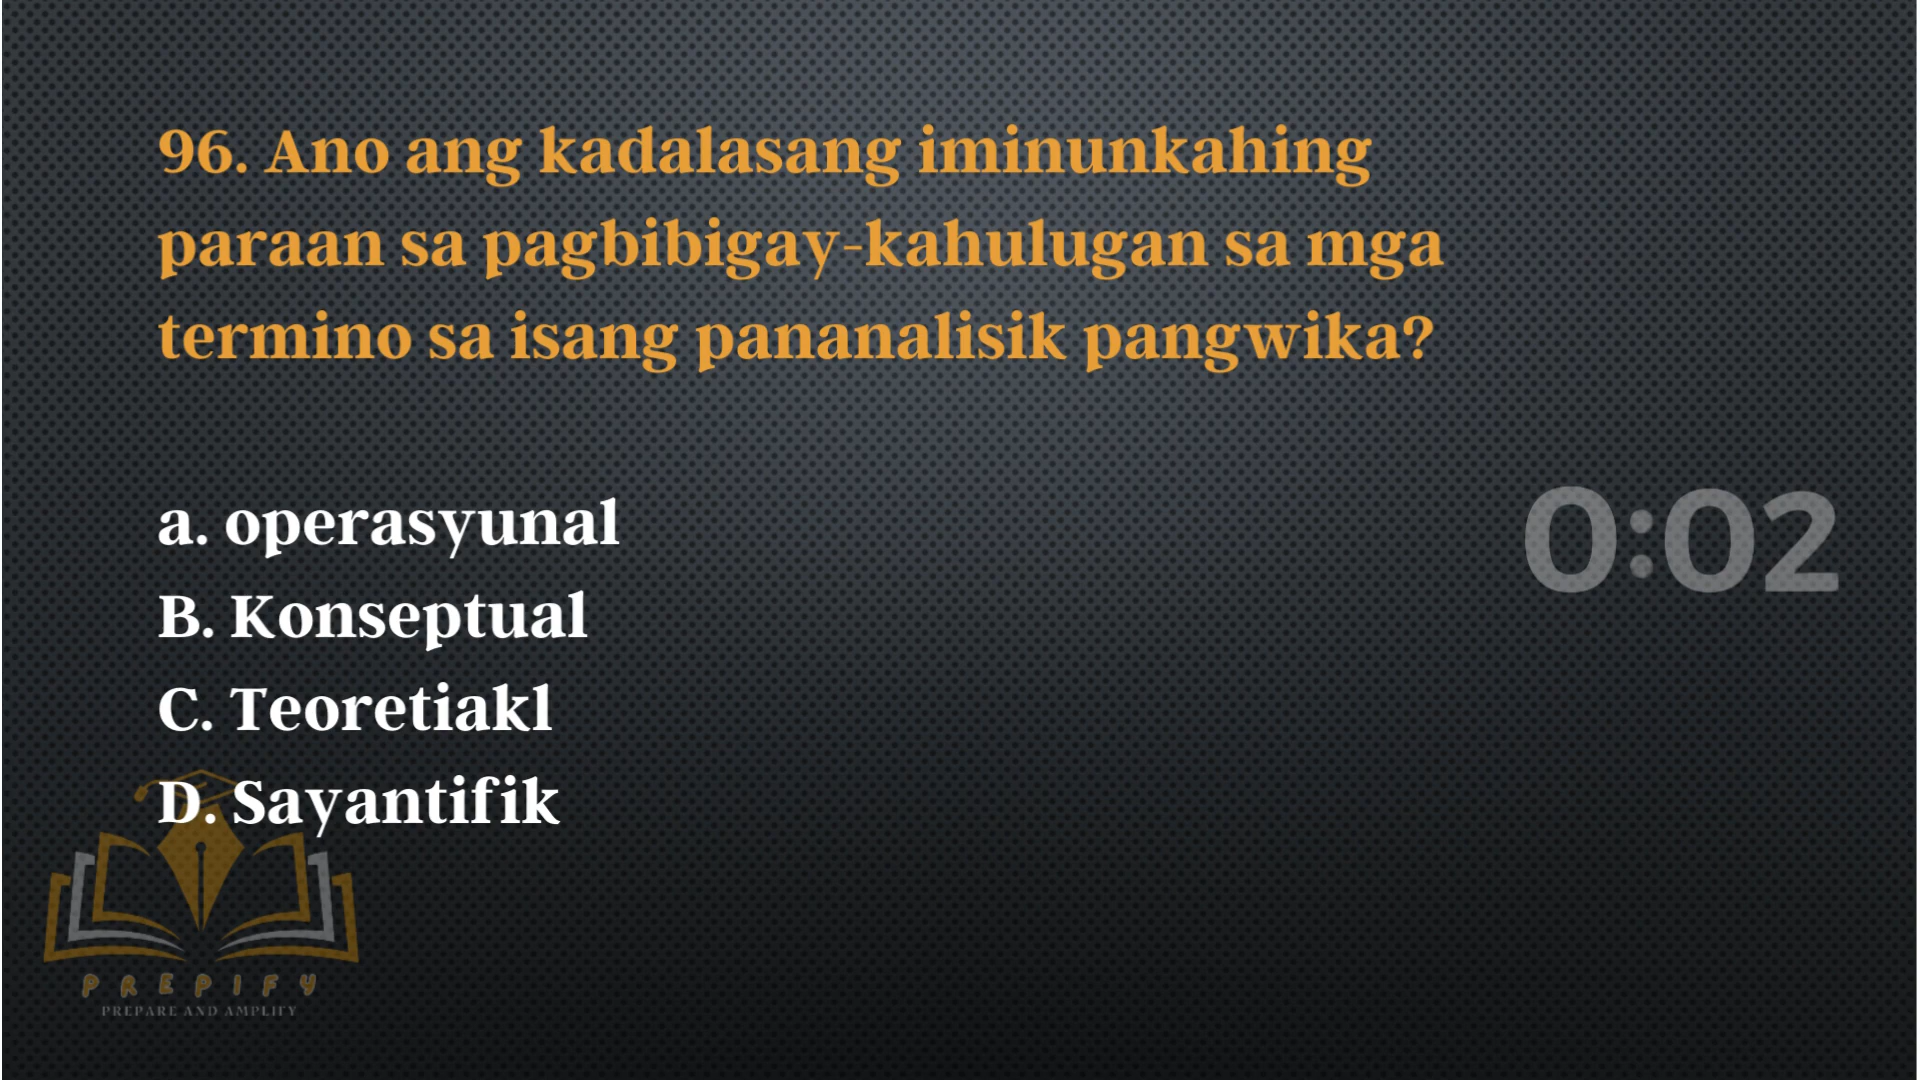 96. Ano ang kadalasang iminunkahing
paraan sa pagbibigay-kahulugan sa mga
termino sa isang pananalisik pangwika?
a. operasyunal
B. Konseptual
C. Teoretiakl
D. Sayantifik
0:02
PREPIFY
PREPARE AND AMPLIFY